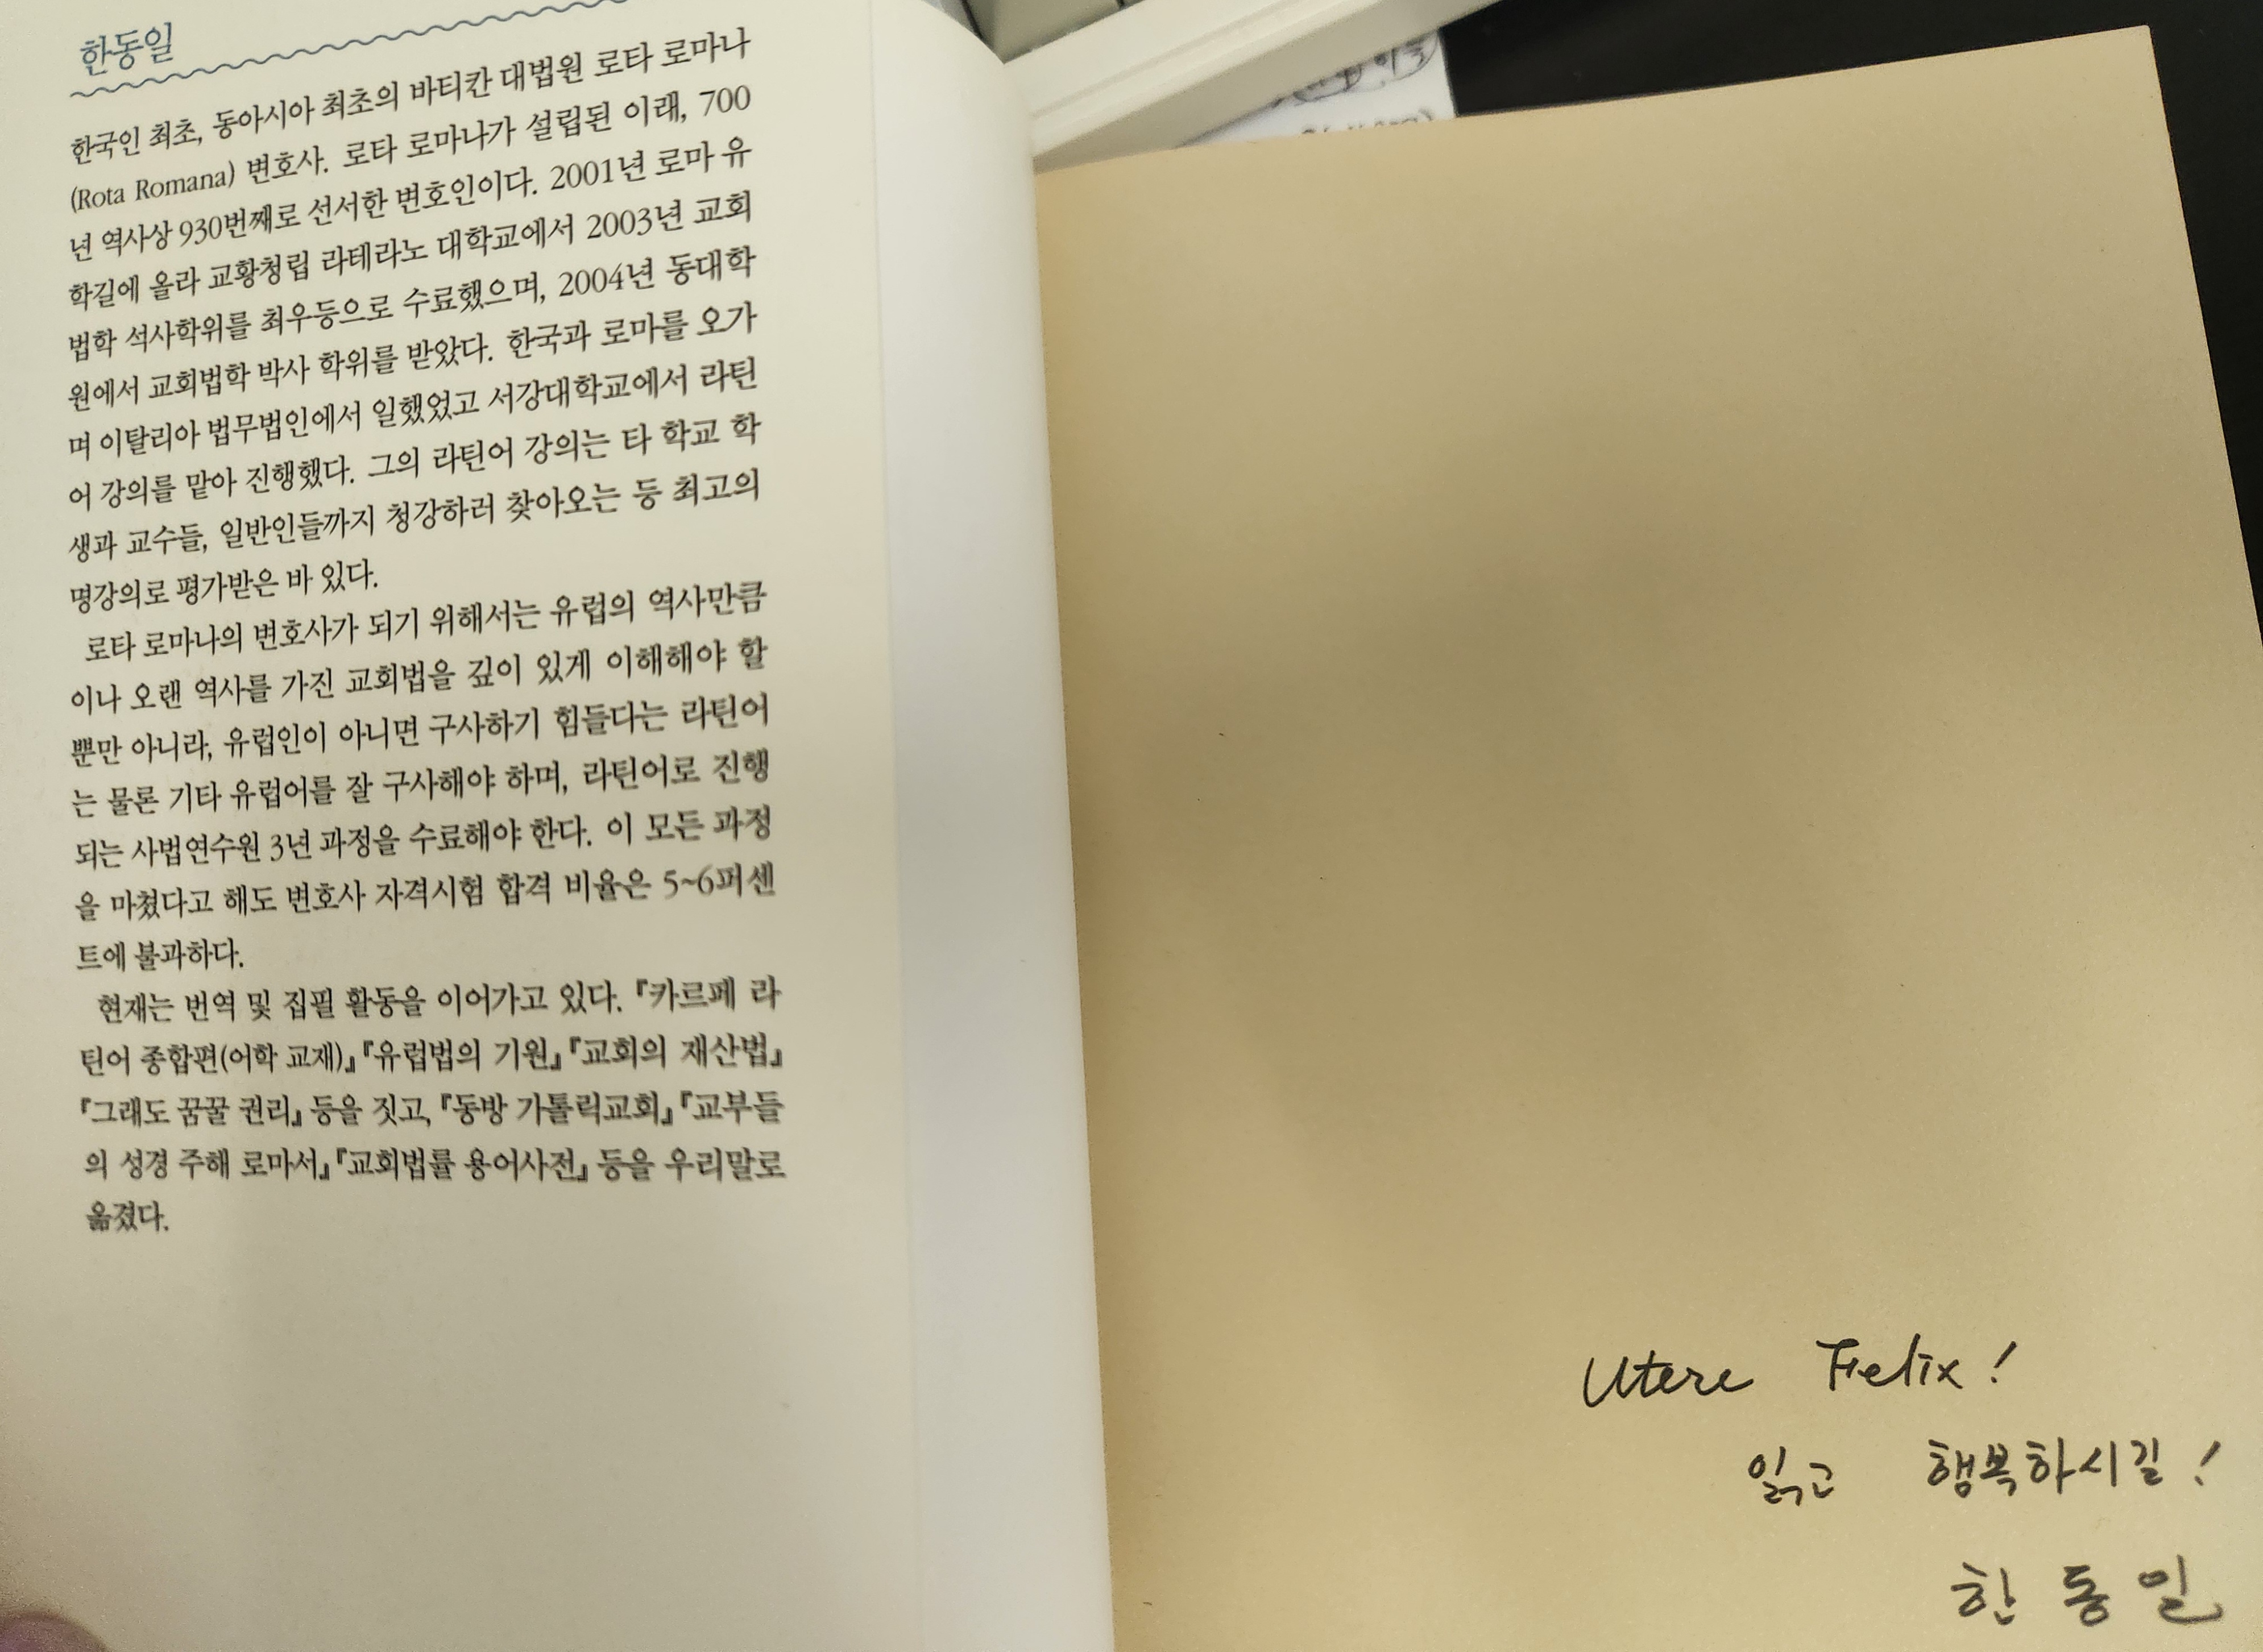 한동일
한국인 최초, 동아시아 최초의 바티칸 대법원 로타 로마나
(Rota Romana) 변호사. 로타 로마나가 설립된 이래, 700
년 역사상 930번째로 선서한 변호인이다. 2001년 로마 유
학길에 올라 교황청립 라테라노 대학교에서 2003년 교회
법학 석사학위를 최우등으로 수료했으며, 2004년 동대학
원에서 교회법학 박사 학위를 받았다. 한국과 로마를 오가
며 이탈리아 법무법인에서 일했었고 서강대학교에서 라틴
어 강의를 맡아 진행했다. 그의 라틴어 강의는 타 학교 학
생과 교수들, 일반인들까지 청강하러 찾아오는 등 최고의
명강의로 평가받은 바 있다.
로타 로마나의 변호사가 되기 위해서는 유럽의 역사만큼
이나 오랜 역사를 가진 교회법을 깊이 있게 이해해야 할
뿐만 아니라, 유럽인이 아니면 구사하기 힘들다는 라틴어
는 물론 기타 유럽어를 잘 구사해야 하며, 라틴어로 진행
되는 사법연수원 3년 과정을 수료해야 한다. 이 모든 과정
을 마쳤다고 해도 변호사 자격시험 합격 비율은 5~6퍼센
트에 불과하다.
현재는 번역 및 집필 활동을 이어가고 있다. 『카르페 라
틴어 종합편(어학 교재)』 『유럽법의 기원』 『교회의 재산법』
『그래도 꿈꿀 권리』 등을 짓고, 『동방 가톨릭교회』 『교부들
의 성경 주해 로마서』 『교회법률 용어사전』 등을 우리말로
옮겼다.
Utere Felix!
읽고 행복하시길!
한동일